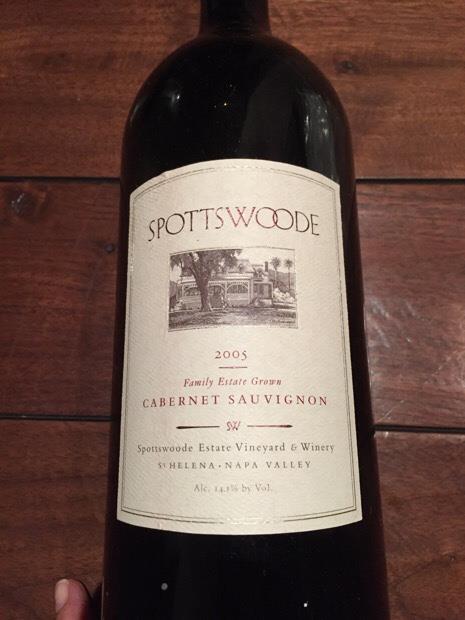 SPOTTSWOODE
2005
Family Estate Grown
CABERNET SAUVIGNON
SW
Spottswoode Estate Vineyard & Winery
St HELENA • NAPA VALLEY
Alc. 14.1% by Vol.